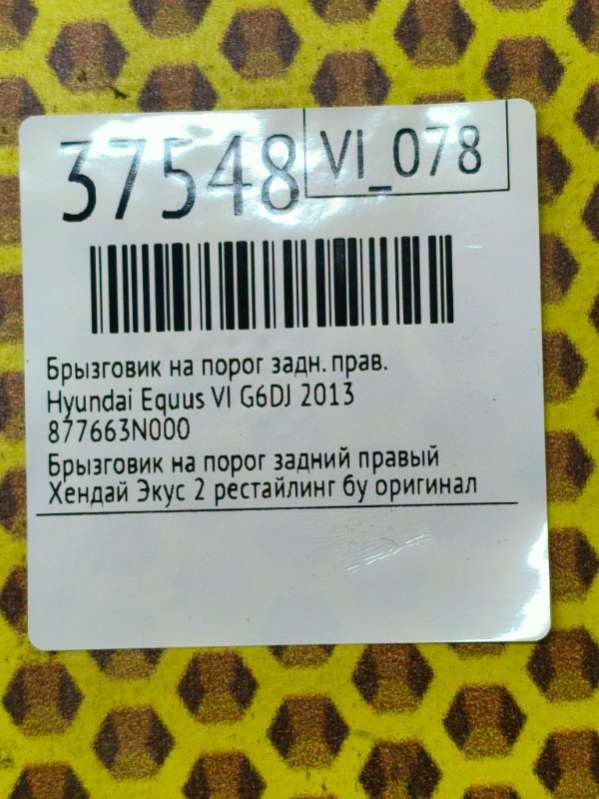 37548
VI_078
Брызговик на порог задн. прав.
Hyundai Equus VI G6DJ 2013
877663N000
Брызговик на порог задний правый
Хендай Экус 2 рестайлинг бу оригинал